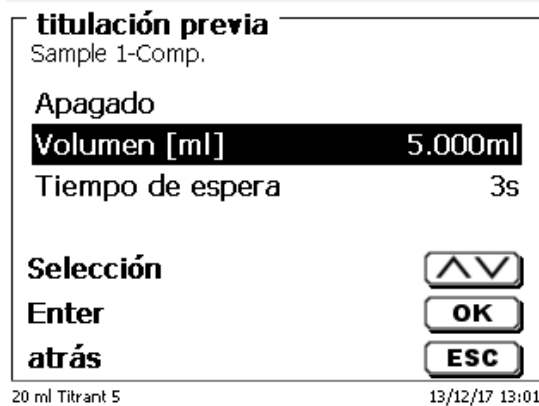 titulación previa
Sample 1-Comp.
Apagado
Volumen [ml] 5.000ml
Tiempo de espera 3s
Selección
Enter OK
atrás ESC
20 ml Titrant 5 13/12/17 13:01